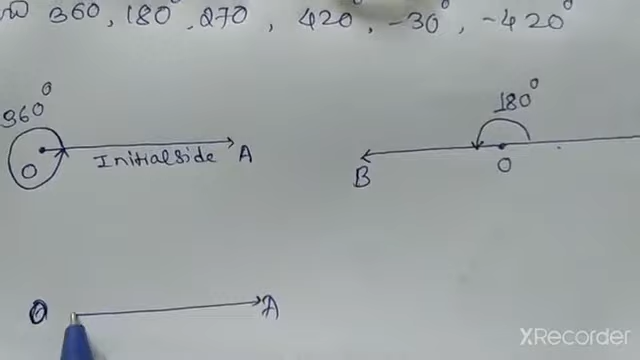 360, 180°, 270, 420°, -30°, -420°
360°
180°
O
Initial side A
B
O
O
A
XRecorder